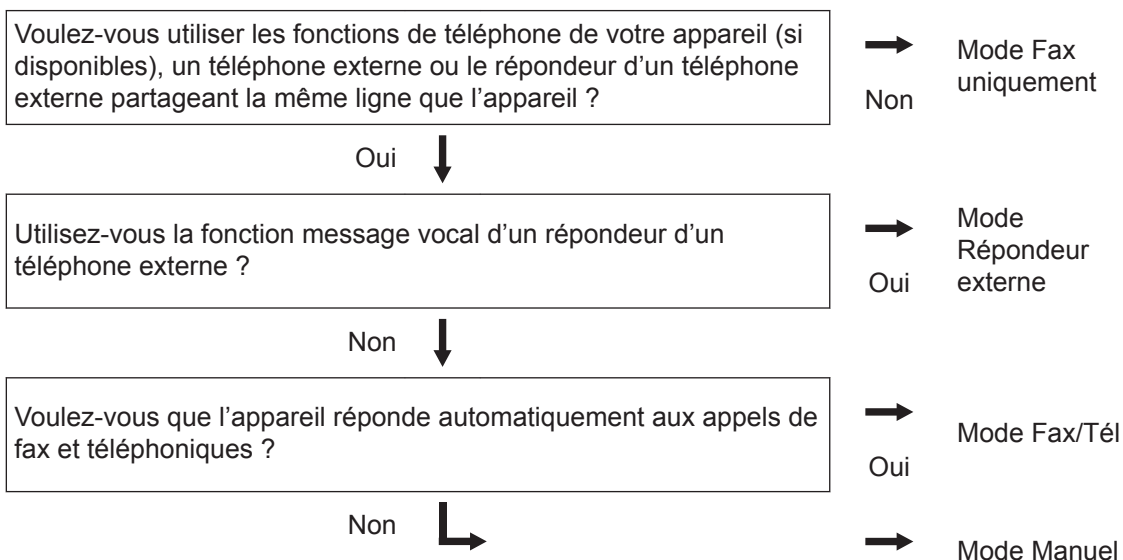 Voulez-vous utiliser les fonctions de téléphone de votre appareil (si
disponibles), un téléphone externe ou le répondeur d’un téléphone
externe partageant la même ligne que l’appareil ?
Non
Mode Fax
uniquement
Oui
Utilisez-vous la fonction message vocal d’un répondeur d’un
téléphone externe ?
Oui
Mode
Répondeur
externe
Non
Voulez-vous que l’appareil réponde automatiquement aux appels de
fax et téléphoniques ?
Oui
Mode Fax/Tél
Non
Mode Manuel